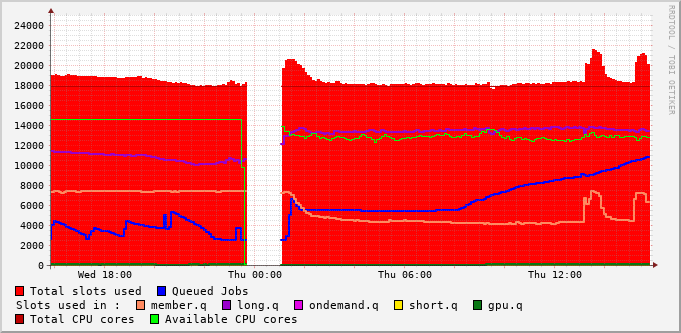 24000
22000
20000
18000
16000
14000
12000
10000
8000
6000
4000
2000
0
Wed 18:00 Thu 00:00 Thu 06:00 Thu 12:00
RRDTOOL / TOBI OETIKER
Total slots used Queued Jobs
Slots used in : member.q long.q ondemand.q short.q gpu.q
Total CPU cores Available CPU cores